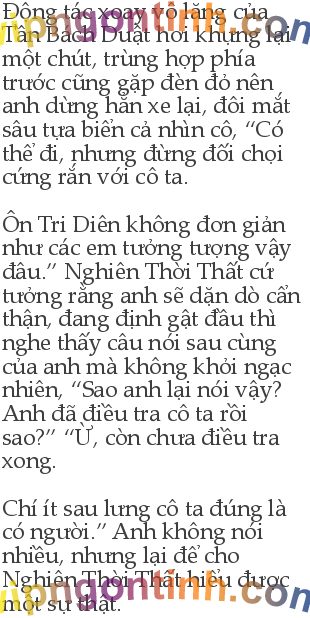 Động tác xoay vô lăng của
Tần Bách Duật hơi khựng lại
một chút, trùng hợp phía
trước cũng gặp đèn đỏ nên
anh dừng hẳn xe lại, đôi mắt
sâu tựa biển cả nhìn cô, “Có
thể đi, nhưng đừng đối chọi
cứng rắn với cô ta.
Ôn Tri Diên không đơn giản
như các em tưởng tượng vậy
đâu.” Nghiên Thời Thất cứ
tưởng rằng anh sẽ dặn dò cẩn
thận, đang định gật đầu thì
nghe thấy câu nói sau cùng
của anh mà không khỏi ngạc
nhiên, “Sao anh lại nói vậy?
Anh đã điều tra cô ta rồi
sao?” “Ừ, còn chưa điều tra
xong.
Chí ít sau lưng cô ta đúng là
có người.” Anh không nói
nhiều, nhưng lại để cho
Nghiên Thời Thất hiểu được
một sự thật.
vipngontinh.com
vipngontinh.com